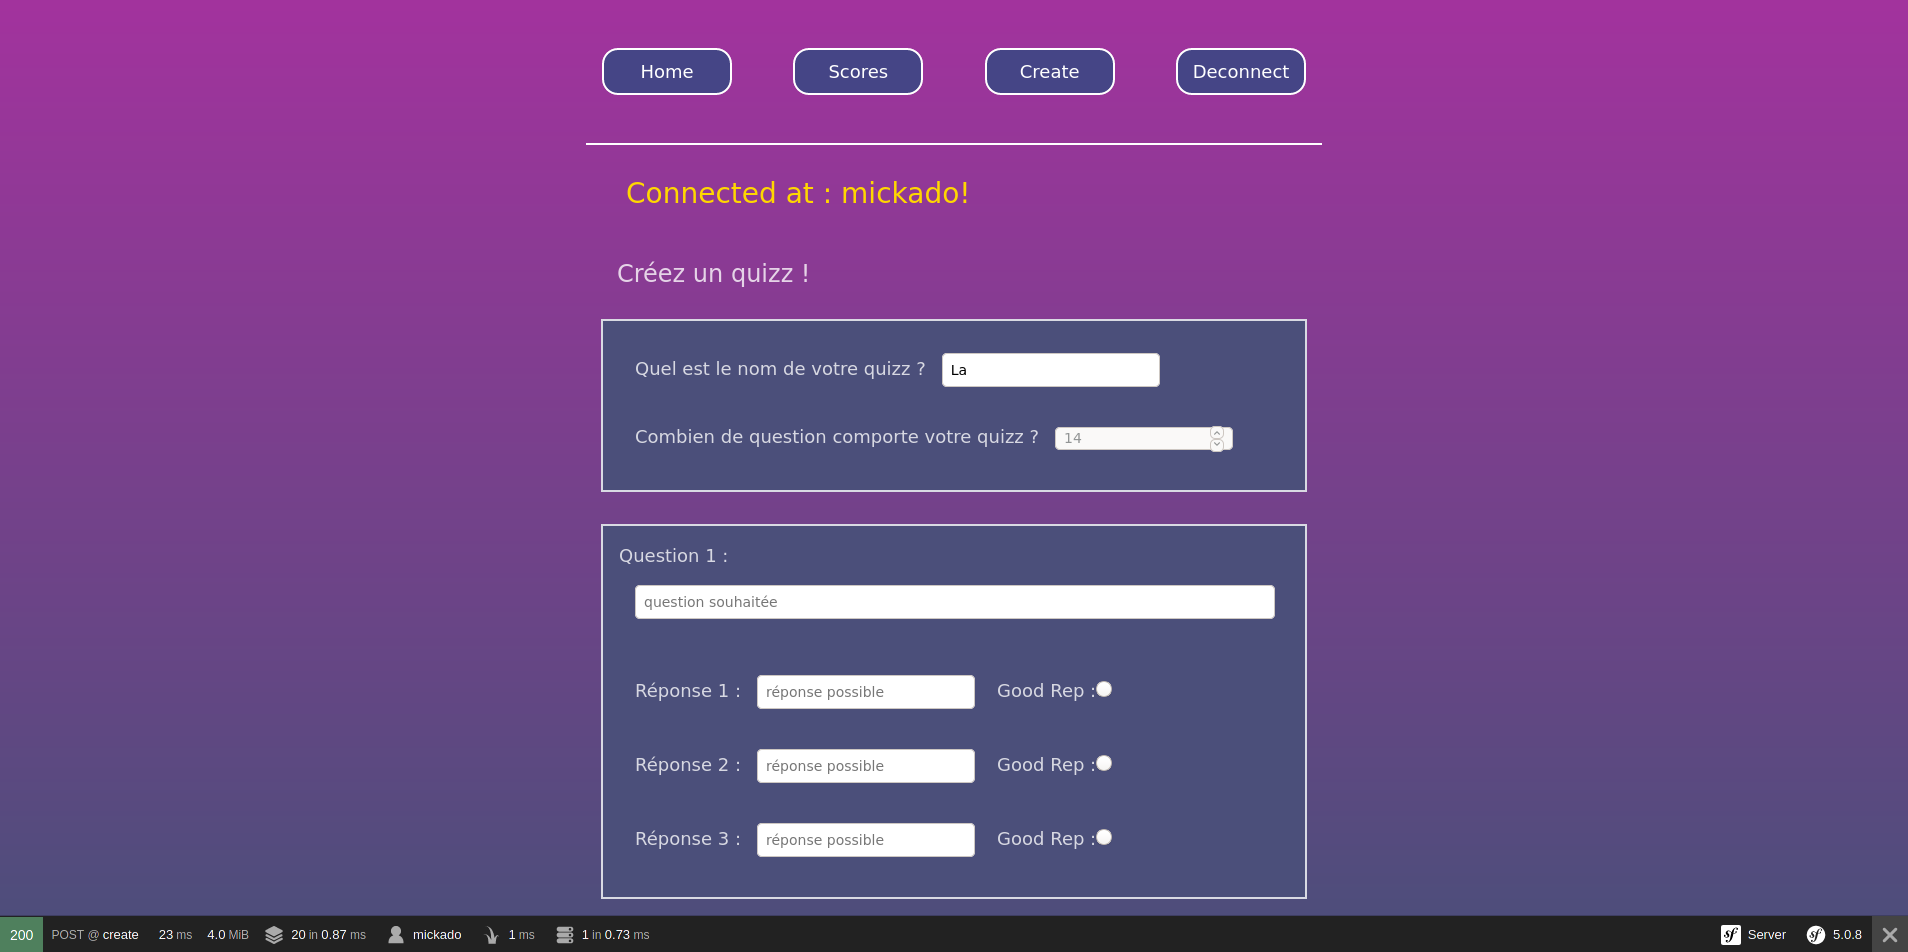 Home Scores Create Deconnect
Connected at : mickado!
Créez un quizz !
Quel est le nom de votre quizz ? La
Combien de question comporte votre quizz ? 14
Question 1 :
question souhaitée
Réponse 1 : réponse possible Good Rep :
Réponse 2 : réponse possible Good Rep :
Réponse 3 : réponse possible Good Rep :
200 POST @ create 23 ms 4.0 MiB 20 in 0.87 ms mickado 1 ms 1 in 0.73 ms sf Server sf 5.0.8